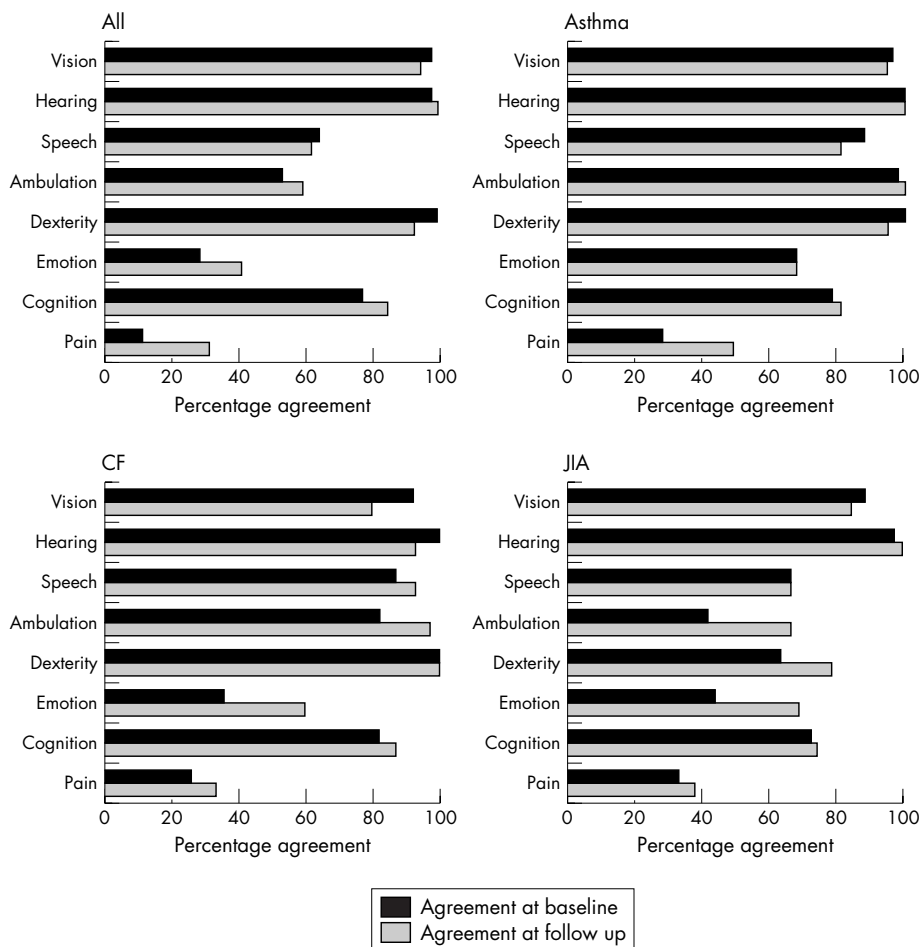 All
Vision
Hearing
Speech
Ambulation
Dexterity
Emotion
Cognition
Pain
0 20 40 60 80 100
Percentage agreement
Asthma
Vision
Hearing
Speech
Ambulation
Dexterity
Emotion
Cognition
Pain
0 20 40 60 80 100
Percentage agreement
CF
Vision
Hearing
Speech
Ambulation
Dexterity
Emotion
Cognition
Pain
0 20 40 60 80 100
Percentage agreement
JIA
Vision
Hearing
Speech
Ambulation
Dexterity
Emotion
Cognition
Pain
0 20 40 60 80 100
Percentage agreement
Agreement at baseline
Agreement at follow up